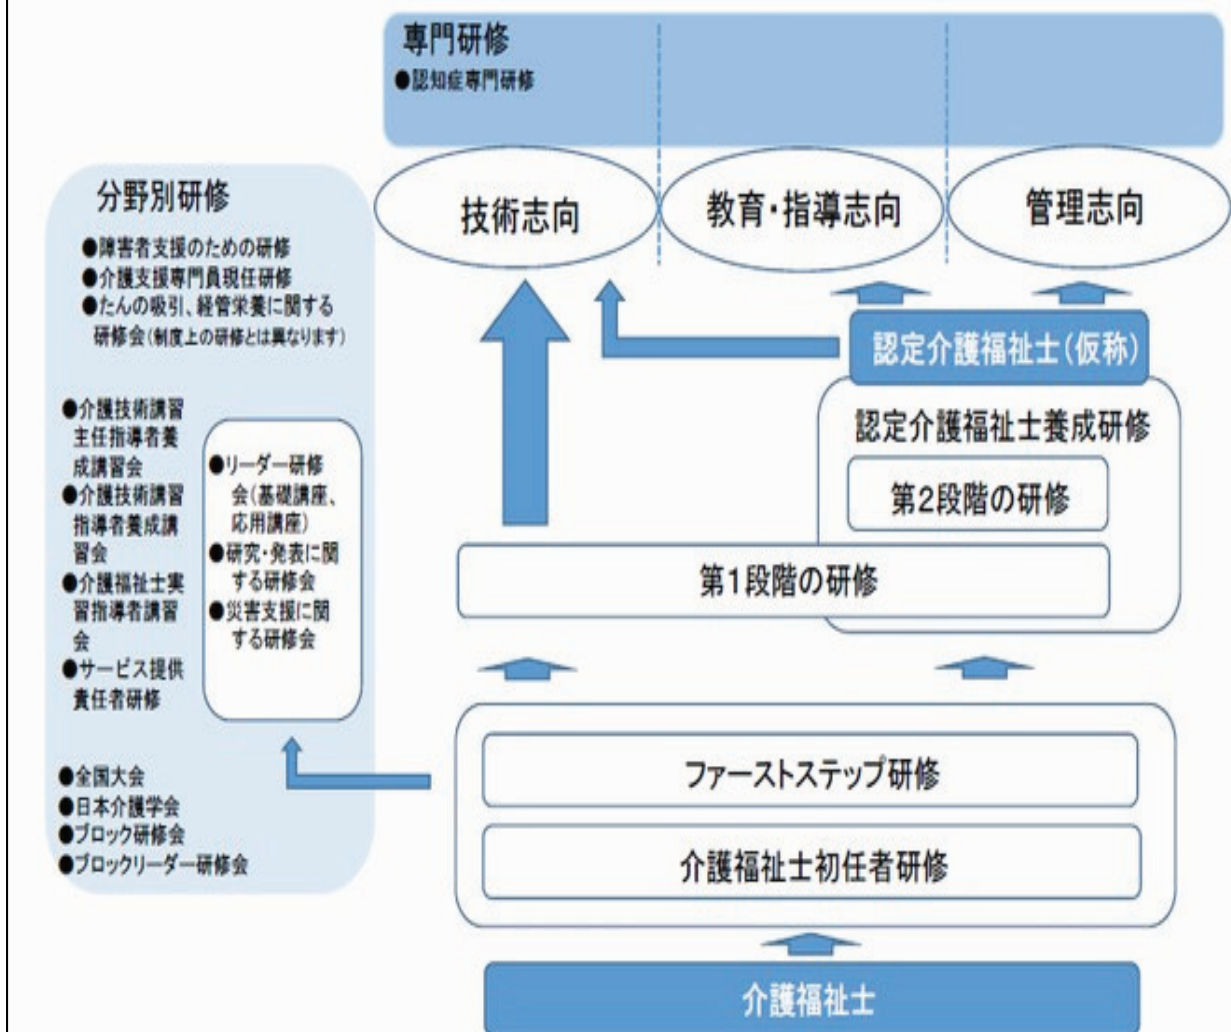 専門研修
●認知症専門研修
技術志向
教育・指導志向
管理志向
分野別研修
●障害者支援のための研修
●介護支援専門員現任研修
●たんの吸引、経管栄養に関する
研修会(制度上の研修とは異なります)
●介護技術講習
主任指導者養
成講習会
●介護技術講習
指導者養成講
習会
●介護福祉士実
習指導者講習
会
●サービス提供
責任者研修
●リーダー研修
会(基礎講座、
応用講座)
●研究・発表に関
する研修会
●災害支援に関
する研修会
●全国大会
●日本介護学会
●ブロック研修会
●ブロックリーダー研修会
認定介護福祉士(仮称)
認定介護福祉士養成研修
第2段階の研修
第1段階の研修
ファーストステップ研修
介護福祉士初任者研修
介護福祉士